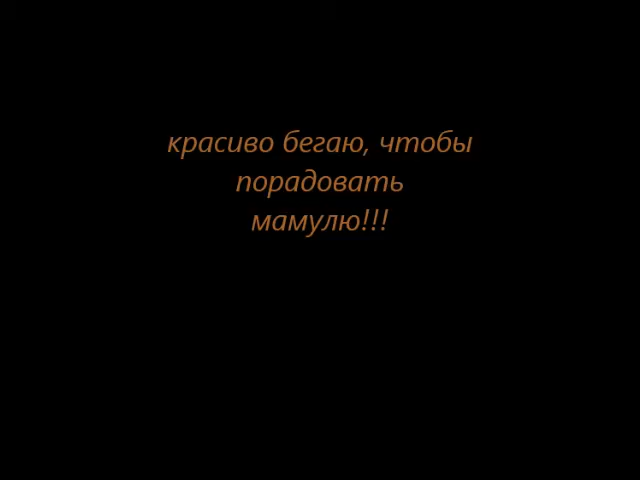 красиво бегаю, чтобы
порадовать
мамулю!!!